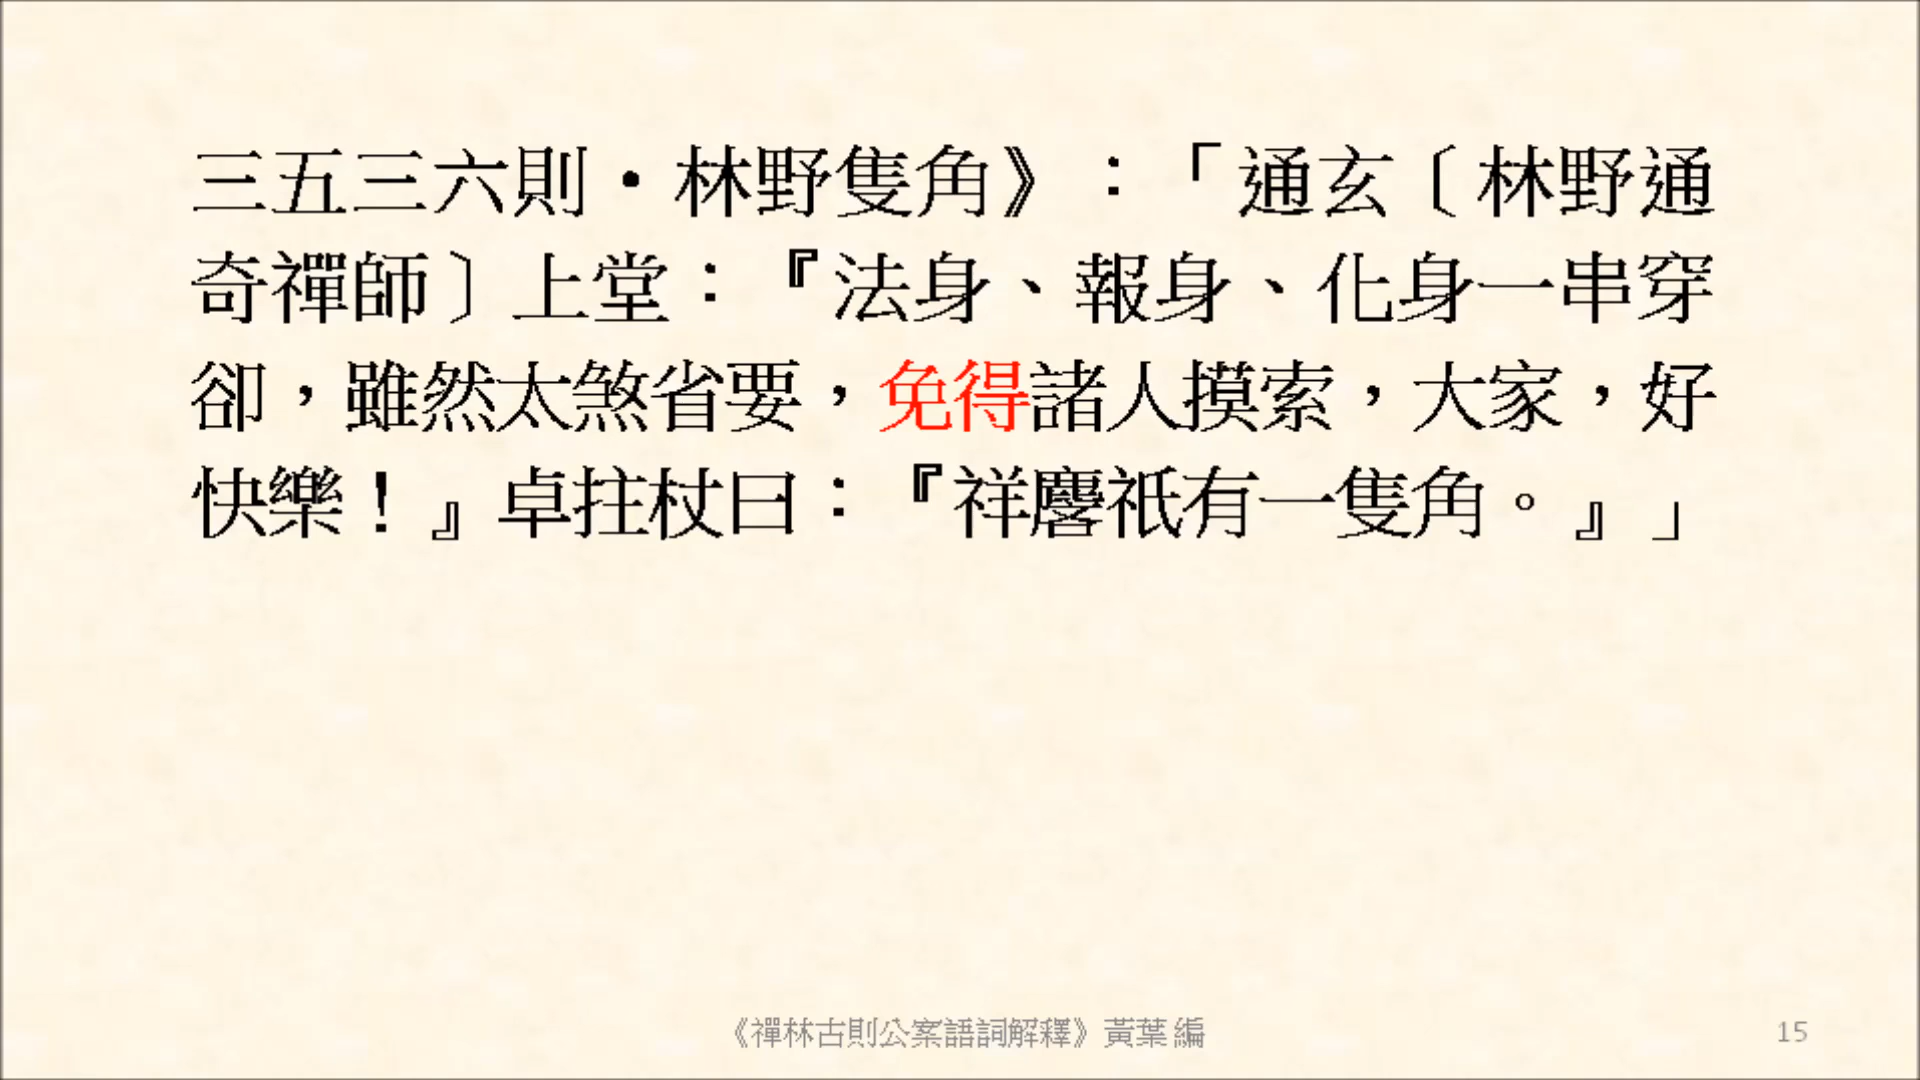 三五三六則・林野隻角》：「通玄〔林野通
奇禪師〕上堂：『法身、報身、化身一串穿
卻，雖然太煞省要，免得諸人摸索，大家，好
快樂！』卓拄杖曰：『祥麐祇有一隻角。』」
《禪林古則公案語詞解釋》黃葉編
15